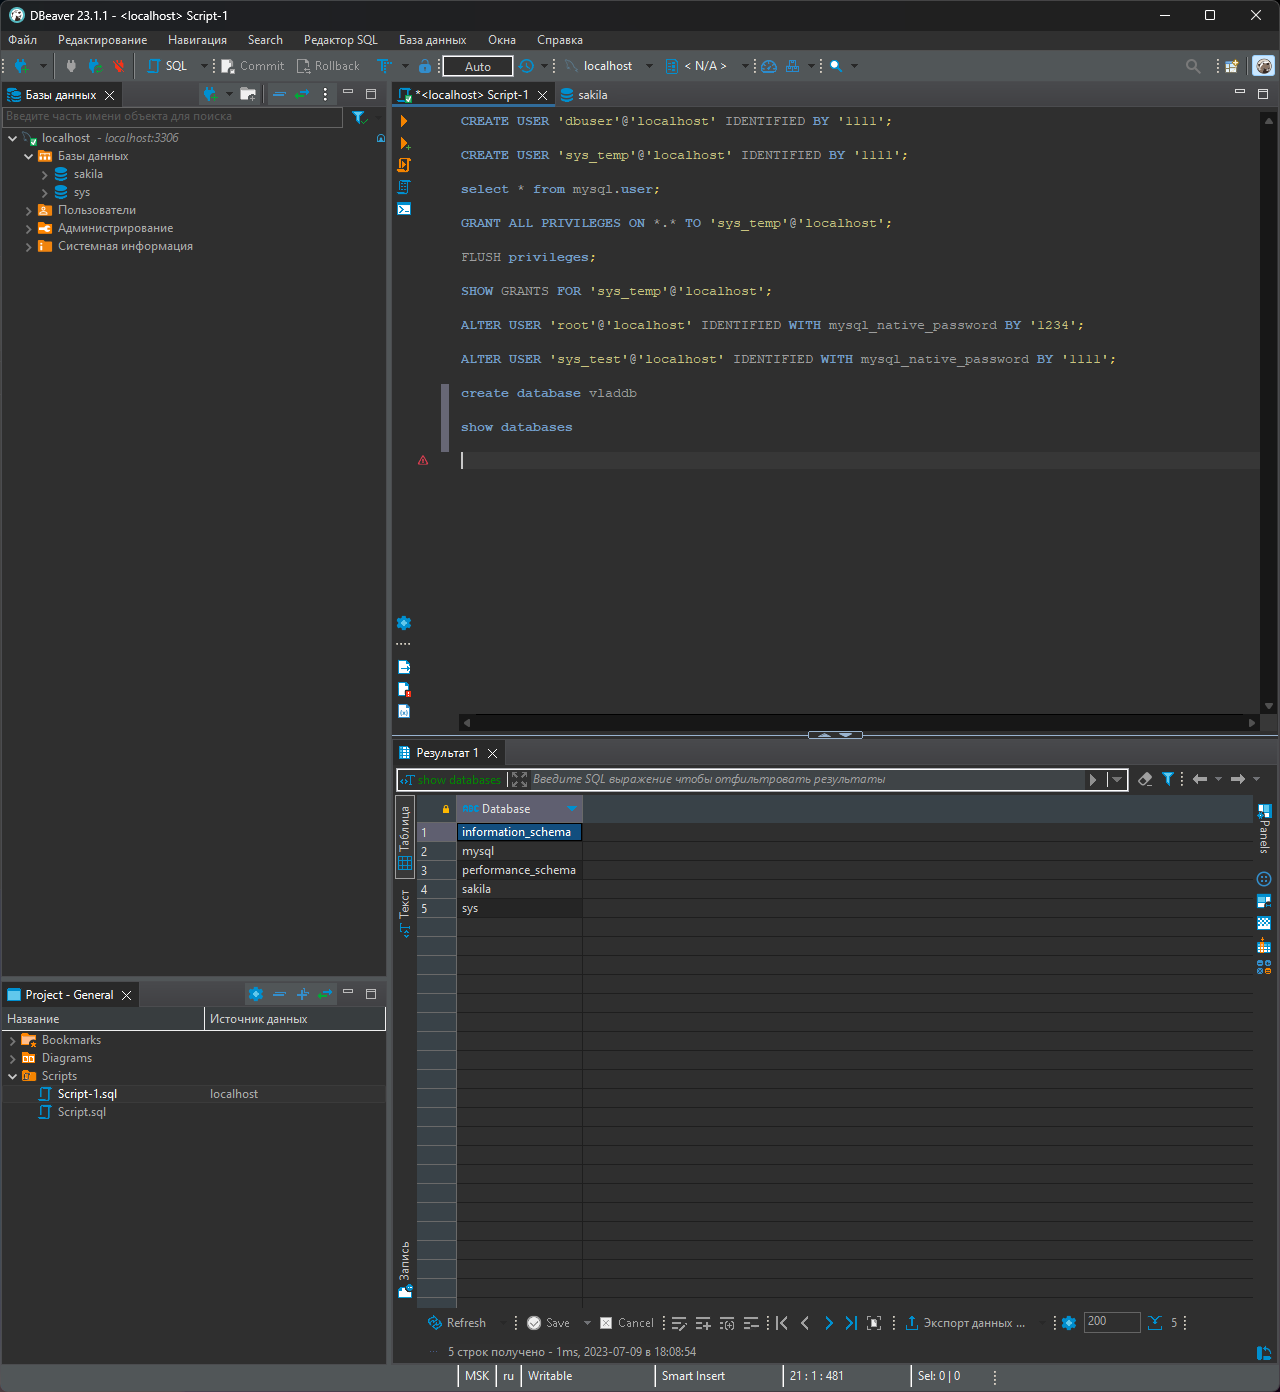 DBeaver 23.1.1 - <localhost> Script-1
Файл Редактирование Навигация Search Редактор SQL База данных Окна Справка
SQL Commit Rollback Auto localhost < N/A >
Базы данных
Введите часть имени объекта для поиска
localhost - localhost:3306
Базы данных
sakila
sys
Пользователи
Администрирование
Системная информация
*<localhost> Script-1 sakila
CREATE USER 'dbuser'@'localhost' IDENTIFIED BY '1111';
CREATE USER 'sys_temp'@'localhost' IDENTIFIED BY '1111';
select * from mysql.user;
GRANT ALL PRIVILEGES ON *.* TO 'sys_temp'@'localhost';
FLUSH privileges;
SHOW GRANTS FOR 'sys_temp'@'localhost';
ALTER USER 'root'@'localhost' IDENTIFIED WITH mysql_native_password BY '1234';
ALTER USER 'sys_test'@'localhost' IDENTIFIED WITH mysql_native_password BY '1111';
create database vladdb
show databases
Результат 1
show databases Введите SQL выражение чтобы отфильтровать результаты
Таблица
Текст
Запись
Panels
ABC Database
1 information_schema
2 mysql
3 performance_schema
4 sakila
5 sys
Project - General
Название Источник данных
Bookmarks
Diagrams
Scripts
Script-1.sql localhost
Script.sql
Refresh Save Cancel Экспорт данных ... 200 5
5 строк получено - 1ms, 2023-07-09 в 18:08:54
MSK ru Writable Smart Insert 21 : 1 : 481 Sel: 0 | 0